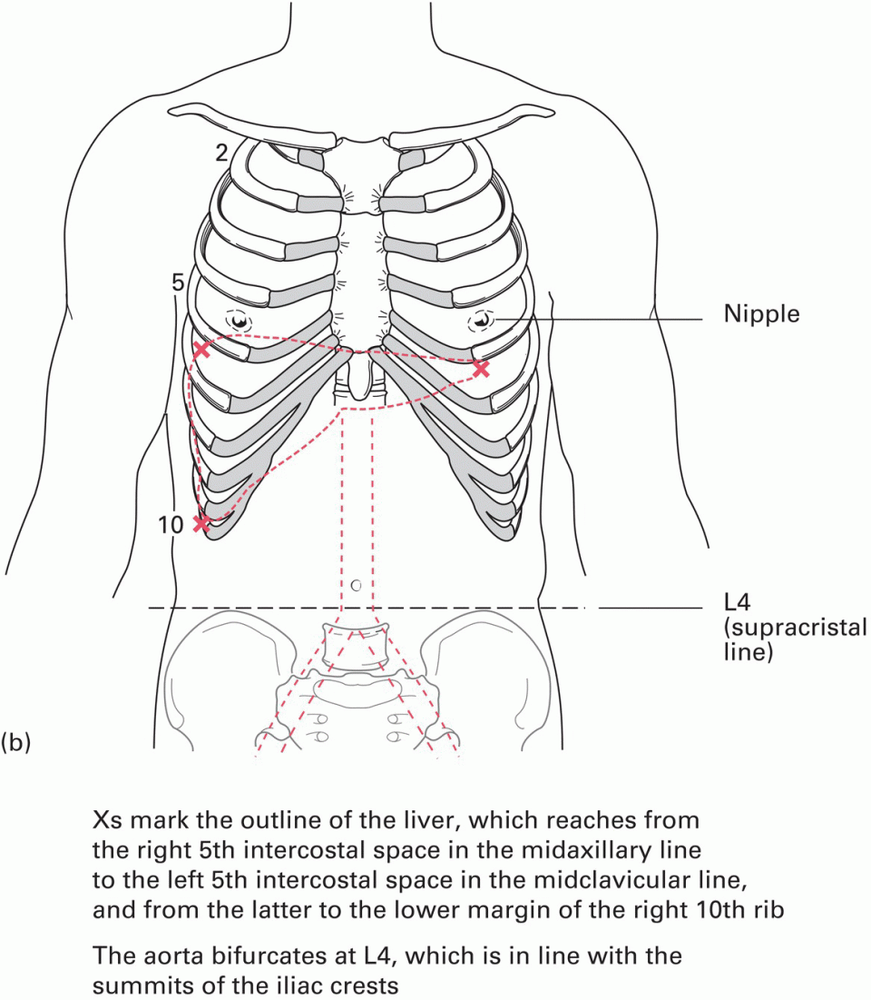 2
5
Nipple
10
L4
(supracristal
line)
(b)
Xs mark the outline of the liver, which reaches from
the right 5th intercostal space in the midaxillary line
to the left 5th intercostal space in the midclavicular line,
and from the latter to the lower margin of the right 10th rib
The aorta bifurcates at L4, which is in line with the
summits of the iliac crests